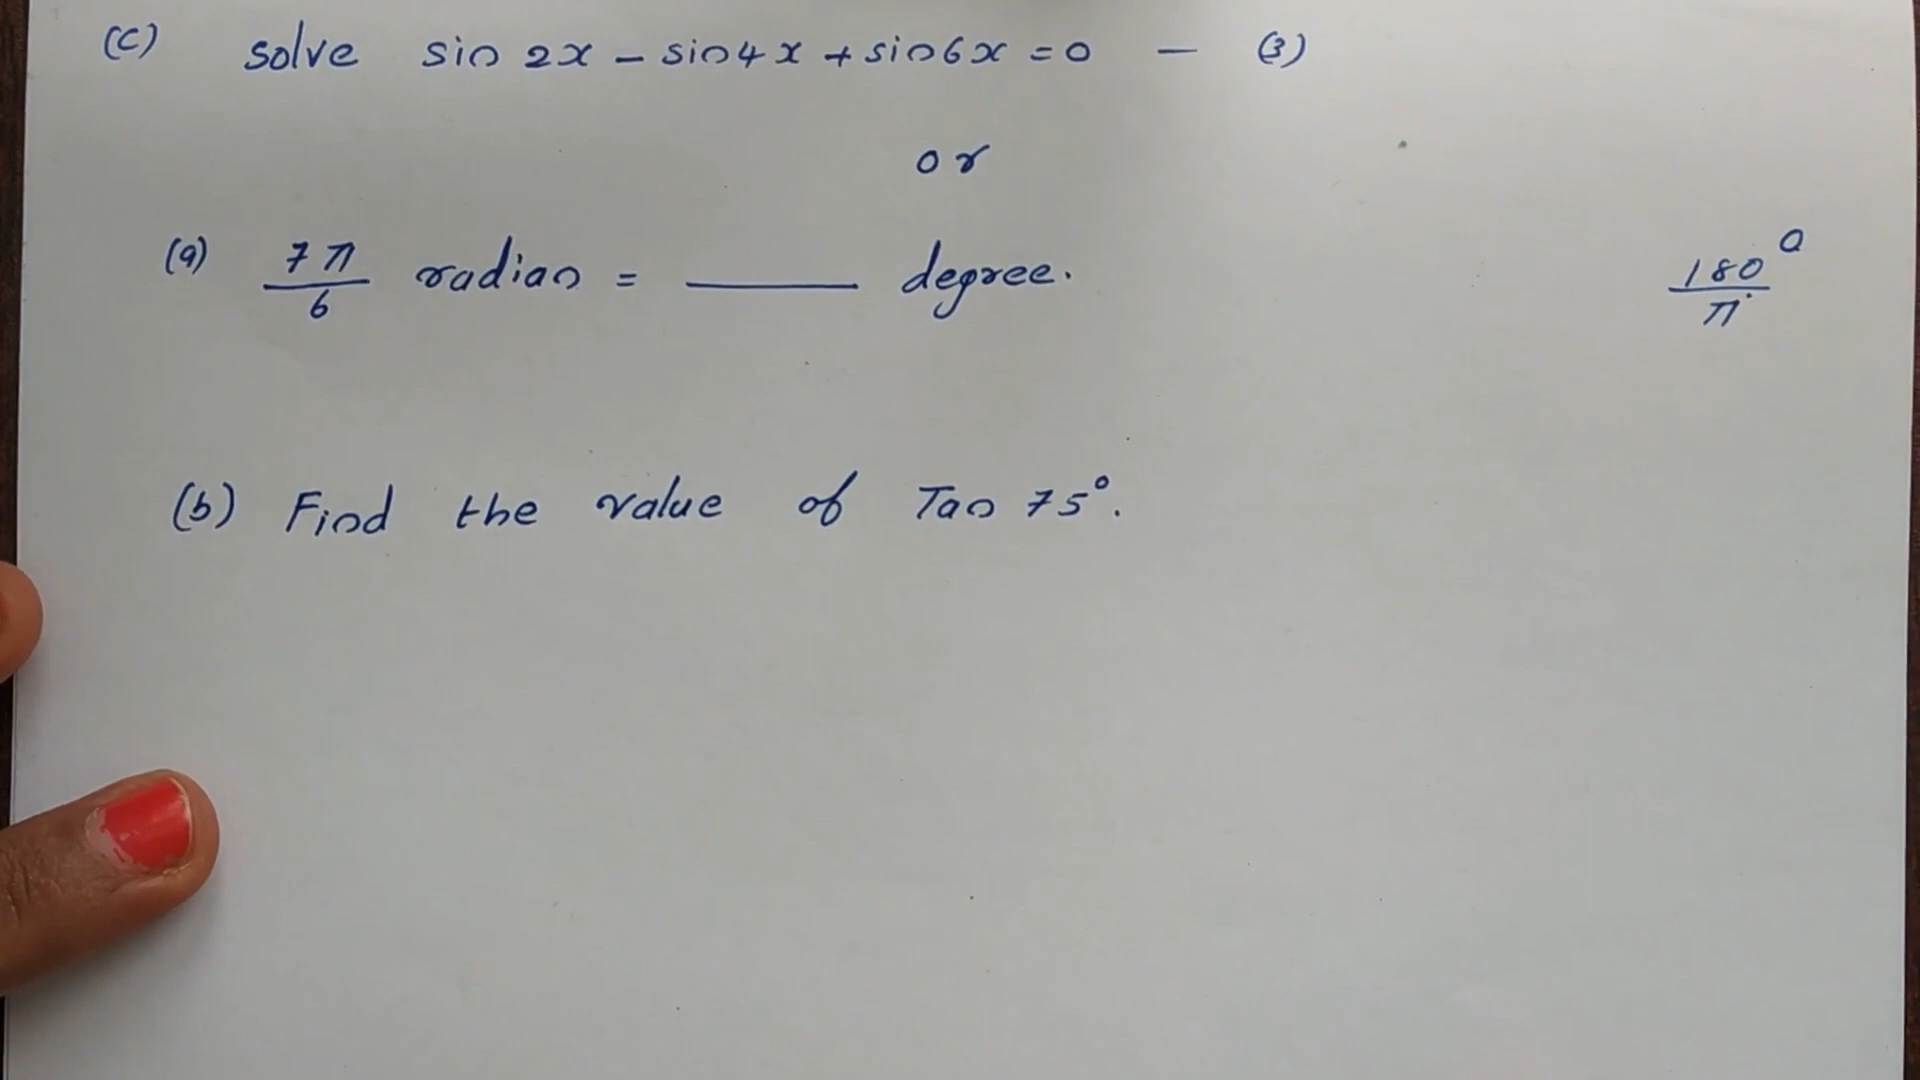 (C) solve sin 2x - sin4x + sin6x = 0 — (3)
or
(a) 7π/6 radian = ______ degree.
180°/π
(b) Find the value of Tan 75°.